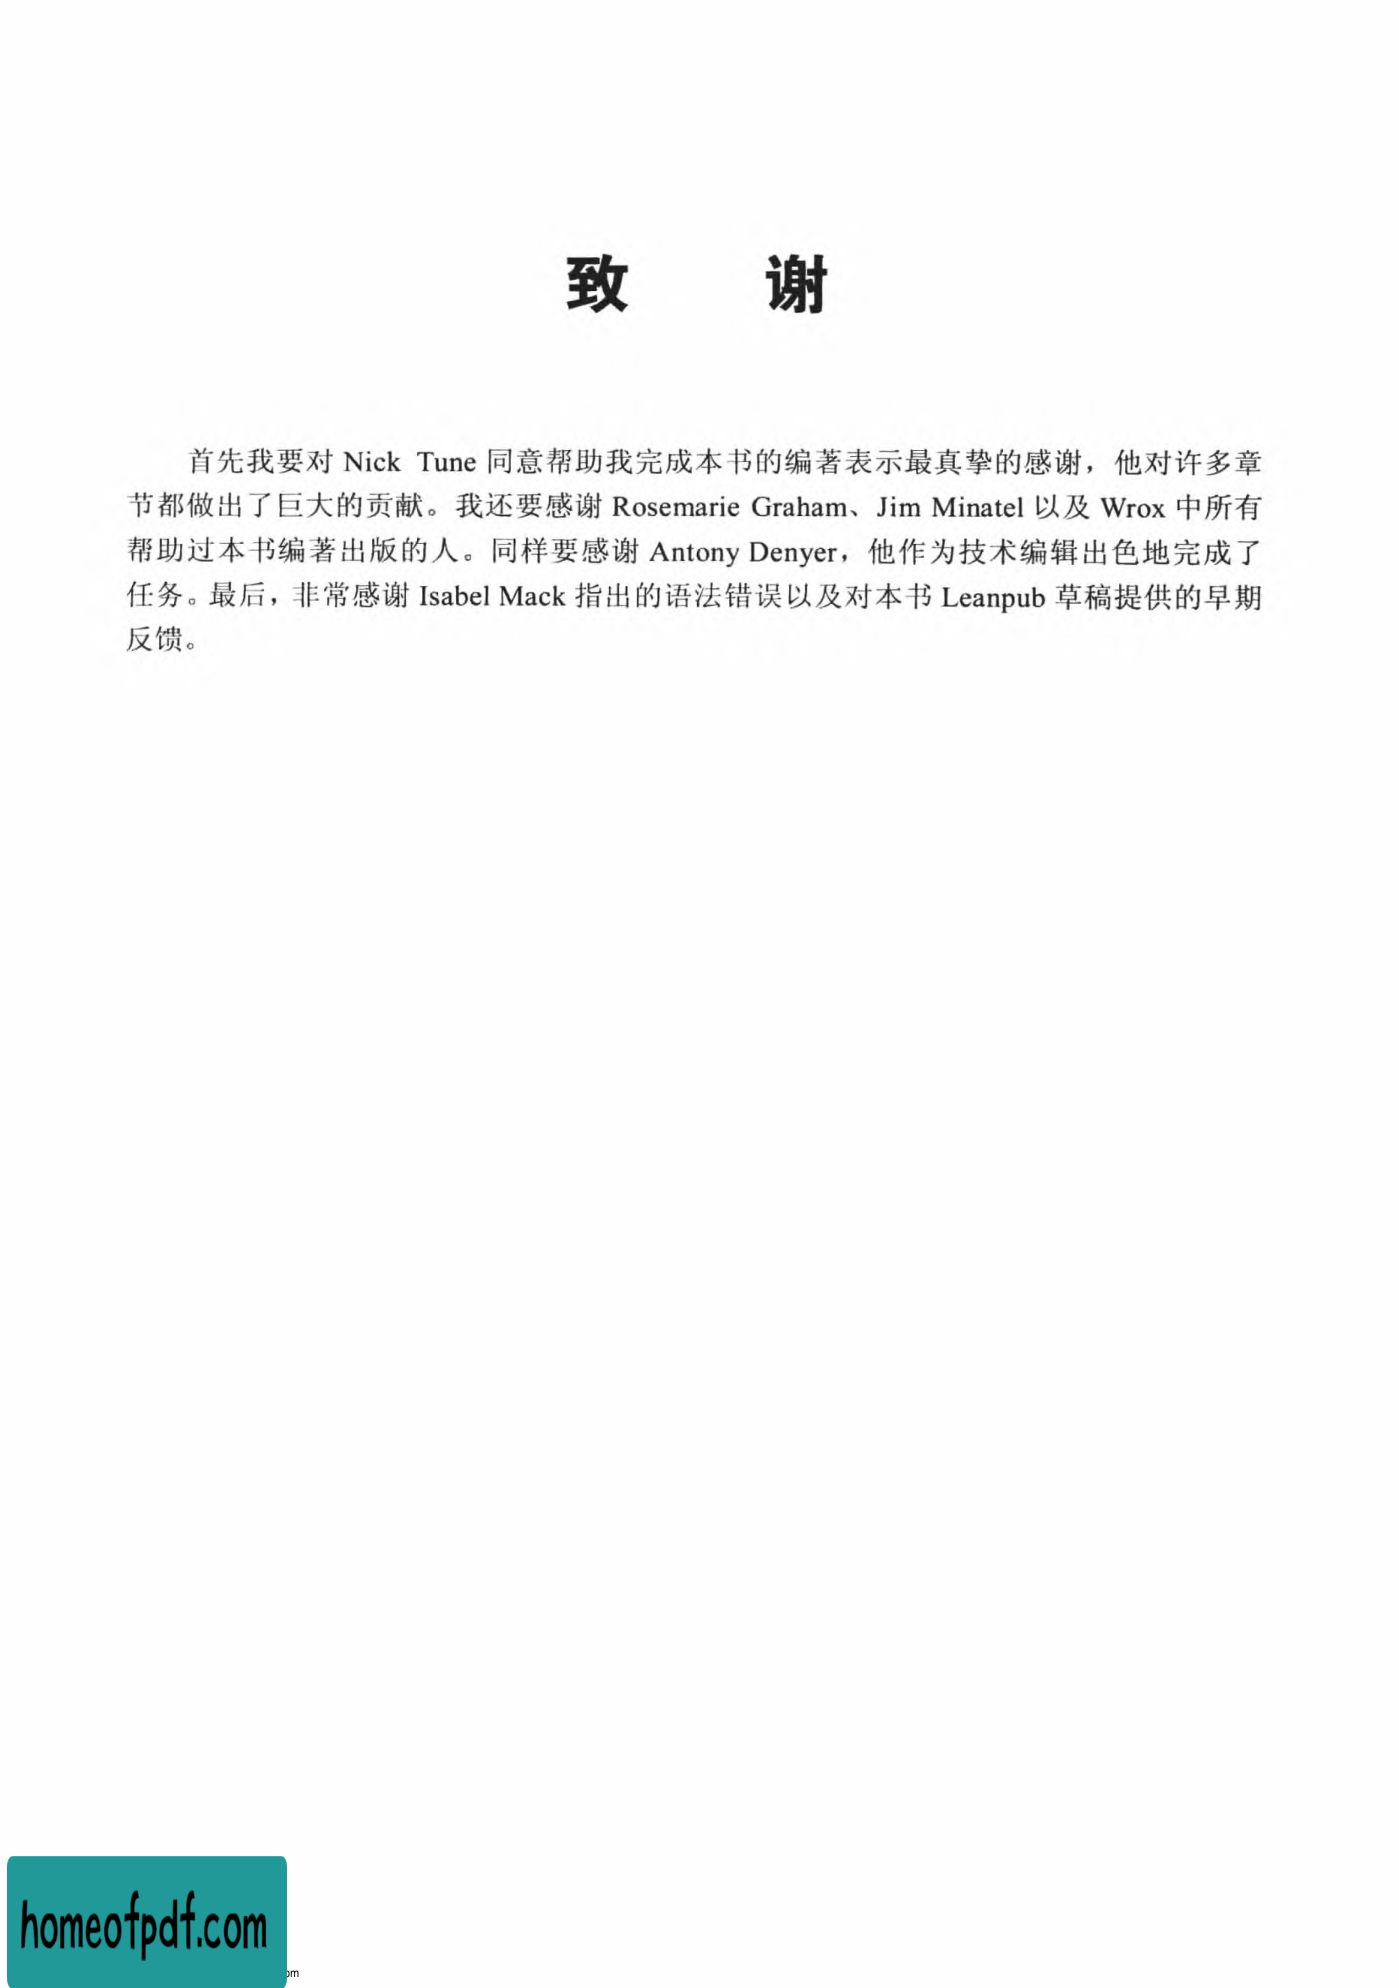 致 谢
首先我要对 Nick Tune 同意帮助我完成本书的编著表示最真挚的感谢，他对许多章
节都做出了巨大的贡献。我还要感谢 Rosemarie Graham、Jim Minatel 以及 Wrox 中所有
帮助过本书编著出版的人。同样要感谢 Antony Denyer，他作为技术编辑出色地完成了
任务。最后，非常感谢 Isabel Mack 指出的语法错误以及对本书 Leanpub 草稿提供的早期
反馈。
homeofpdf.com
om